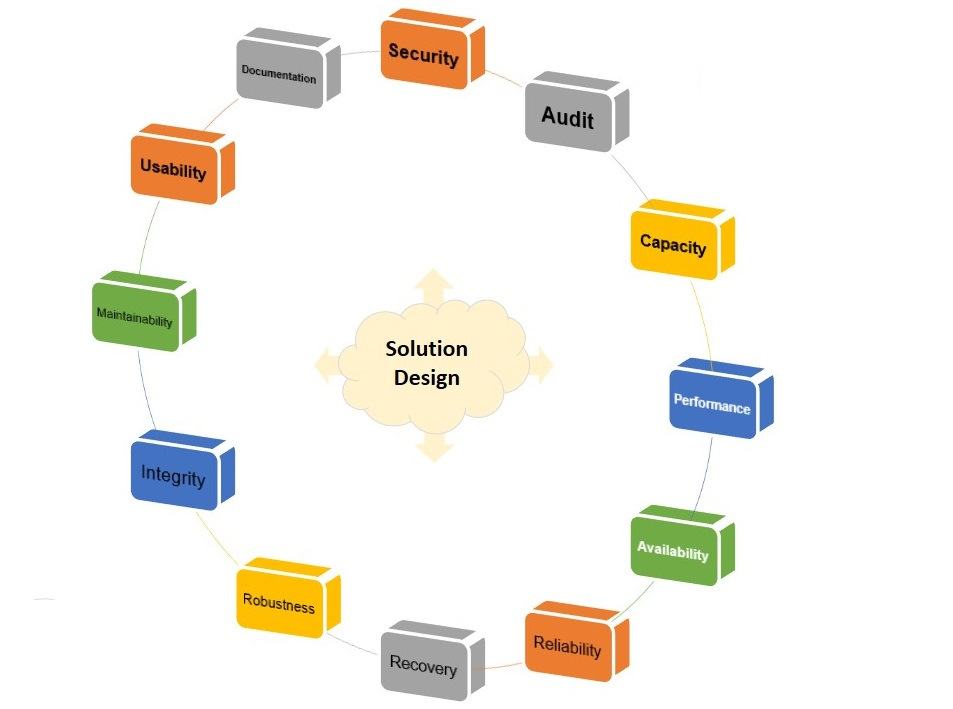 Security
Documentation
Audit
Usability
Capacity
Maintainability
Solution
Design
Performance
Integrity
Availability
Robustness
Reliability
Recovery